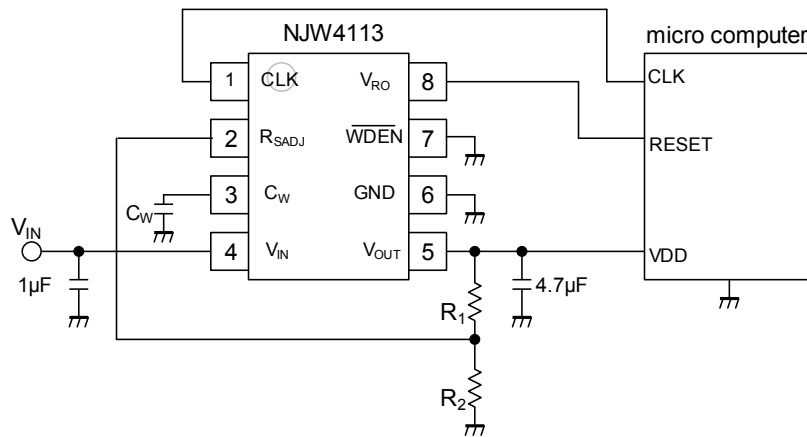 NJW4113
micro computer
1 CLK
V_RO 8
CLK
2 R_SADJ
WDEN 7
RESET
3 C_W
GND 6
C_W
V_IN
4 V_IN
V_OUT 5
VDD
1µF
4.7µF
R_1
R_2